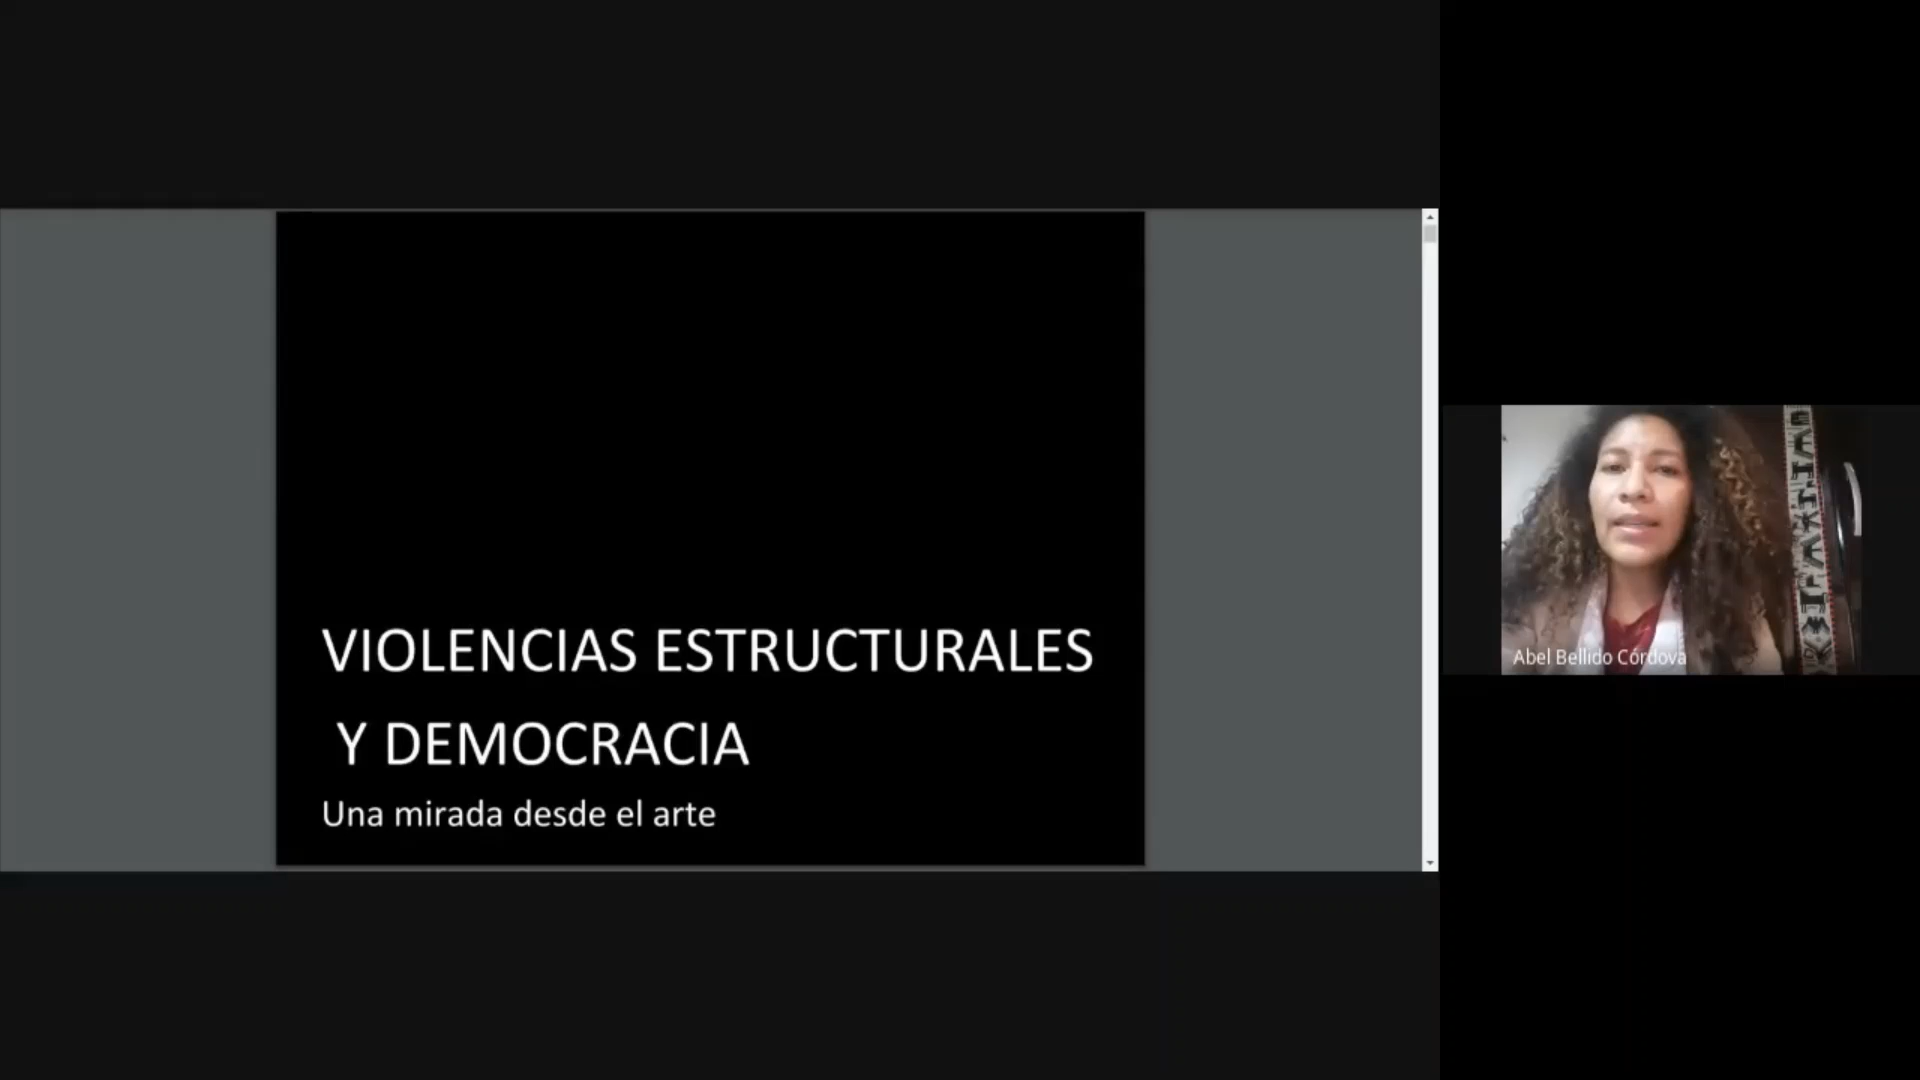 VIOLENCIAS ESTRUCTURALES
Y DEMOCRACIA
Una mirada desde el arte
Abel Bellido Córdova